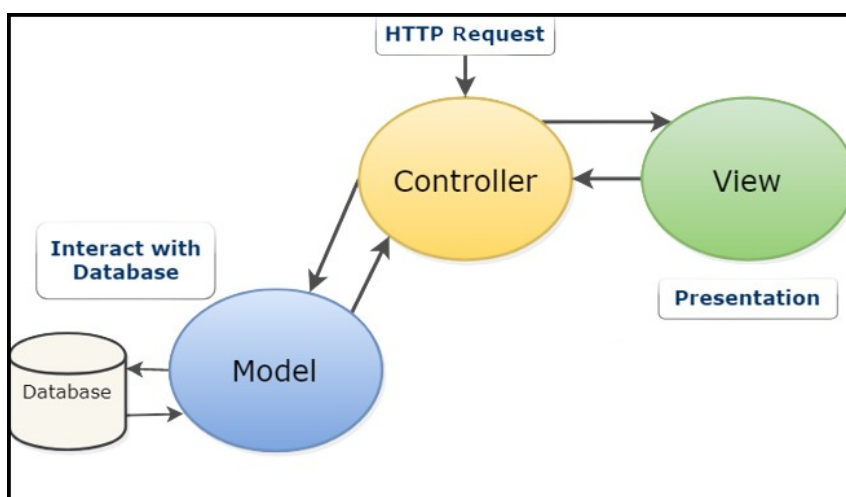 HTTP Request
Controller
View
Interact with
Database
Presentation
Model
Database